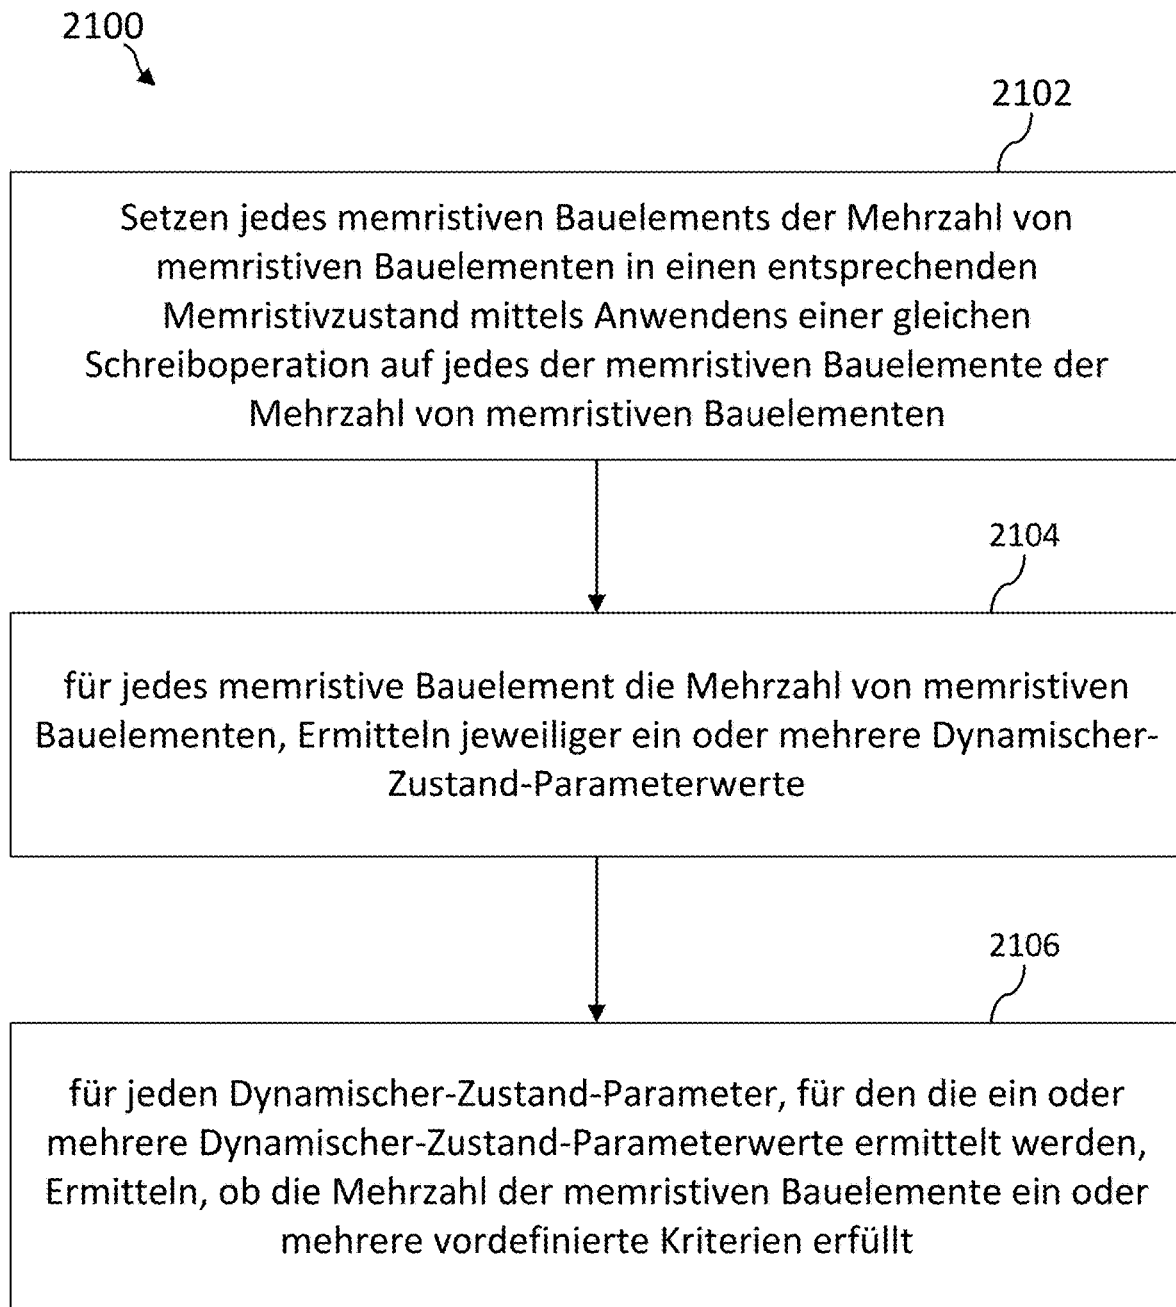 2100
2102
Setzen jedes memristiven Bauelements der Mehrzahl von
memristiven Bauelementen in einen entsprechenden
Memristivzustand mittels Anwendens einer gleichen
Schreiboperation auf jedes der memristiven Bauelemente der
Mehrzahl von memristiven Bauelementen
2104
für jedes memristive Bauelement die Mehrzahl von memristiven
Bauelementen, Ermitteln jeweiliger ein oder mehrere Dynamischer-
Zustand-Parameterwerte
2106
für jeden Dynamischer-Zustand-Parameter, für den die ein oder
mehrere Dynamischer-Zustand-Parameterwerte ermittelt werden,
Ermitteln, ob die Mehrzahl der memristiven Bauelemente ein oder
mehrere vordefinierte Kriterien erfüllt